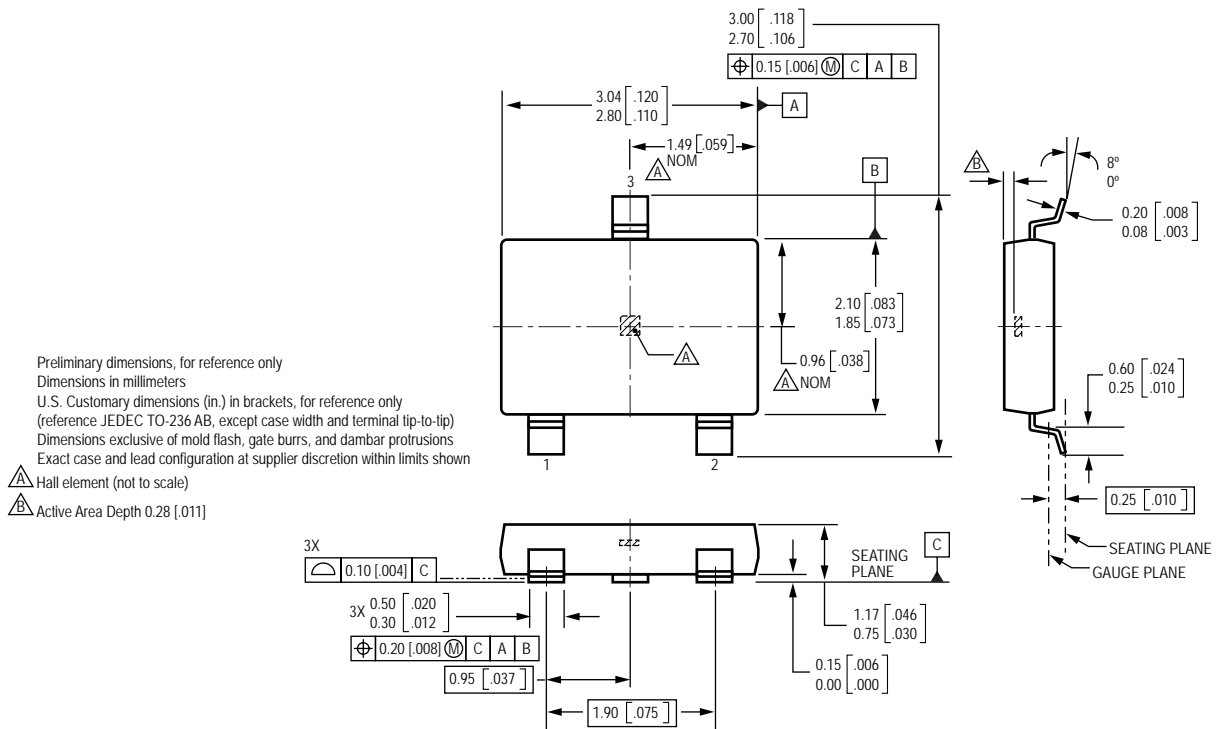 3.00 [ .118 ]
2.70 [ .106 ]
⌖ 0.15 [.006] Ⓜ C A B
3.04 [ .120 ]
2.80 [ .110 ]
A
1.49 [ .059 ]
A NOM
3
B
B
8º
0º
0.20 [ .008 ]
0.08 [ .003 ]
2.10 [ .083 ]
1.85 [ .073 ]
A
0.96 [ .038 ]
A NOM
0.60 [ .024 ]
0.25 [ .010 ]
1
2
0.25 [ .010 ]
SEATING PLANE
GAUGE PLANE
Preliminary dimensions, for reference only
Dimensions in millimeters
U.S. Customary dimensions (in.) in brackets, for reference only
(reference JEDEC TO-236 AB, except case width and terminal tip-to-tip)
Dimensions exclusive of mold flash, gate burrs, and dambar protrusions
Exact case and lead configuration at supplier discretion within limits shown
A Hall element (not to scale)
B Active Area Depth 0.28 [.011]
3X
⌓ 0.10 [.004] C
SEATING
PLANE
C
3X 0.50 [ .020 ]
0.30 [ .012 ]
⌖ 0.20 [.008] Ⓜ C A B
0.95 [ .037 ]
1.90 [ .075 ]
1.17 [ .046 ]
0.75 [ .030 ]
0.15 [ .006 ]
0.00 [ .000 ]